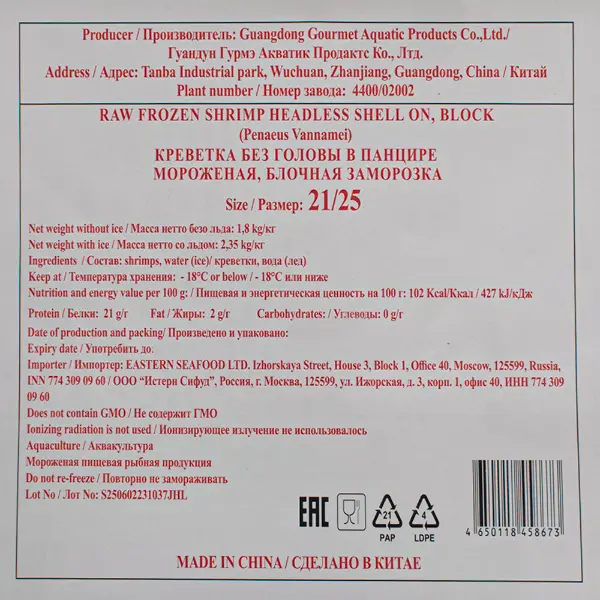 Producer / Производитель: Guangdong Gourmet Aquatic Products Co.,Ltd./
Гуандун Гурмэ Акватик Продактс Ко., Лтд.
Address / Адрес: Tanba Industrial park, Wuchuan, Zhanjiang, Guangdong, China / Китай
Plant number / Номер завода: 4400/02002
RAW FROZEN SHRIMP HEADLESS SHELL ON, BLOCK
(Penaeus Vannamei)
КРЕВЕТКА БЕЗ ГОЛОВЫ В ПАНЦИРЕ
МОРОЖЕНАЯ, БЛОЧНАЯ ЗАМОРОЗКА
Size / Размер: 21/25
Net weight without ice / Масса нетто безо льда: 1,8 kg/кг
Net weight with ice / Масса нетто со льдом: 2,35 kg/кг
Ingredients / Состав: shrimps, water (ice)/ креветки, вода (лед)
Keep at / Температура хранения: - 18°C or below / - 18°C или ниже
Nutrition and energy value per 100 g: / Пищевая и энергетическая ценность на 100 г: 102 Kcal/Ккал / 427 kJ/кДж
Protein / Белки: 21 g/г Fat / Жиры: 2 g/г Carbohydrates: / Углеводы: 0 g/г
Date of production and packing/ Произведено и упаковано:
Expiry date / Употребить до:
Importer / Импортер: EASTERN SEAFOOD LTD. Izhorskaya Street, House 3, Block 1, Office 40, Moscow, 125599, Russia,
INN 774 309 09 60 / ООО “Истерн Сифуд”, Россия, г. Москва, 125599, ул. Ижорская, д. 3, корп. 1, офис 40, ИНН 774 309
09 60
Does not contain GMO / Не содержит ГМО
Ionizing radiation is not used / Ионизирующее излучение не использовалось
Aquaculture / Аквакультура
Мороженая пищевая рыбная продукция
Do not re-freeze / Повторно не замораживать
Lot No / Лот No: S250602231037JHL
EAC
21
PAP
4
LDPE
4 650118 458673
MADE IN CHINA / СДЕЛАНО В КИТАЕ